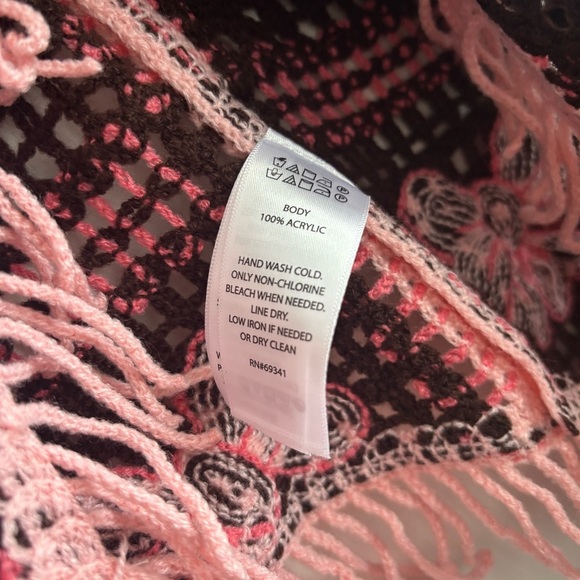 BODY
100% ACRYLIC
HAND WASH COLD.
ONLY NON-CHLORINE
BLEACH WHEN NEEDED,
LINE DRY.
LOW IRON IF NEEDED
OR DRY CLEAN
RN#69341
V
P